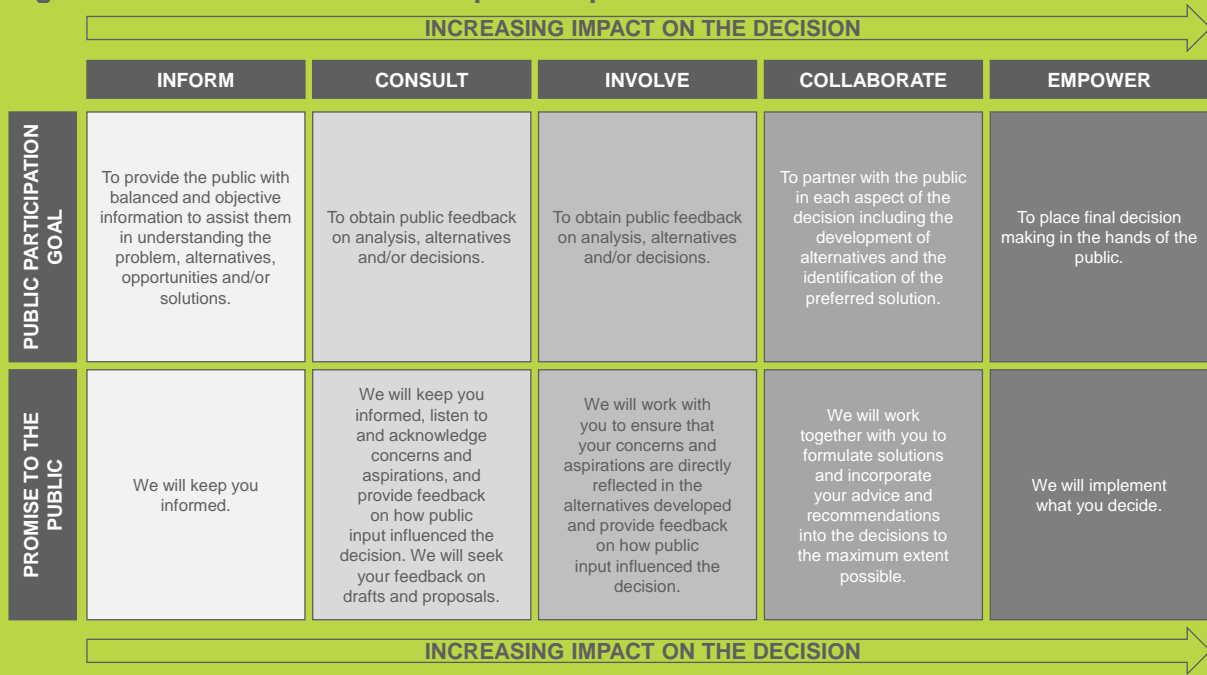 INCREASING IMPACT ON THE DECISION
INFORM
CONSULT
INVOLVE
COLLABORATE
EMPOWER
PUBLIC PARTICIPATION
GOAL
To provide the public with
balanced and objective
information to assist them
in understanding the
problem, alternatives,
opportunities and/or
solutions.
To obtain public feedback
on analysis, alternatives
and/or decisions.
To obtain public feedback
on analysis, alternatives
and/or decisions.
To partner with the public
in each aspect of the
decision including the
development of
alternatives and the
identification of the
preferred solution.
To place final decision
making in the hands of the
public.
PROMISE TO THE
PUBLIC
We will keep you
informed.
We will keep you
informed, listen to
and acknowledge
concerns and
aspirations, and
provide feedback
on how public
input influenced the
decision. We will seek
your feedback on
drafts and proposals.
We will work with
you to ensure that
your concerns and
aspirations are directly
reflected in the
alternatives developed
and provide feedback
on how public
input influenced the
decision.
We will work
together with you to
formulate solutions
and incorporate
your advice and
recommendations
into the decisions to
the maximum extent
possible.
We will implement
what you decide.
INCREASING IMPACT ON THE DECISION